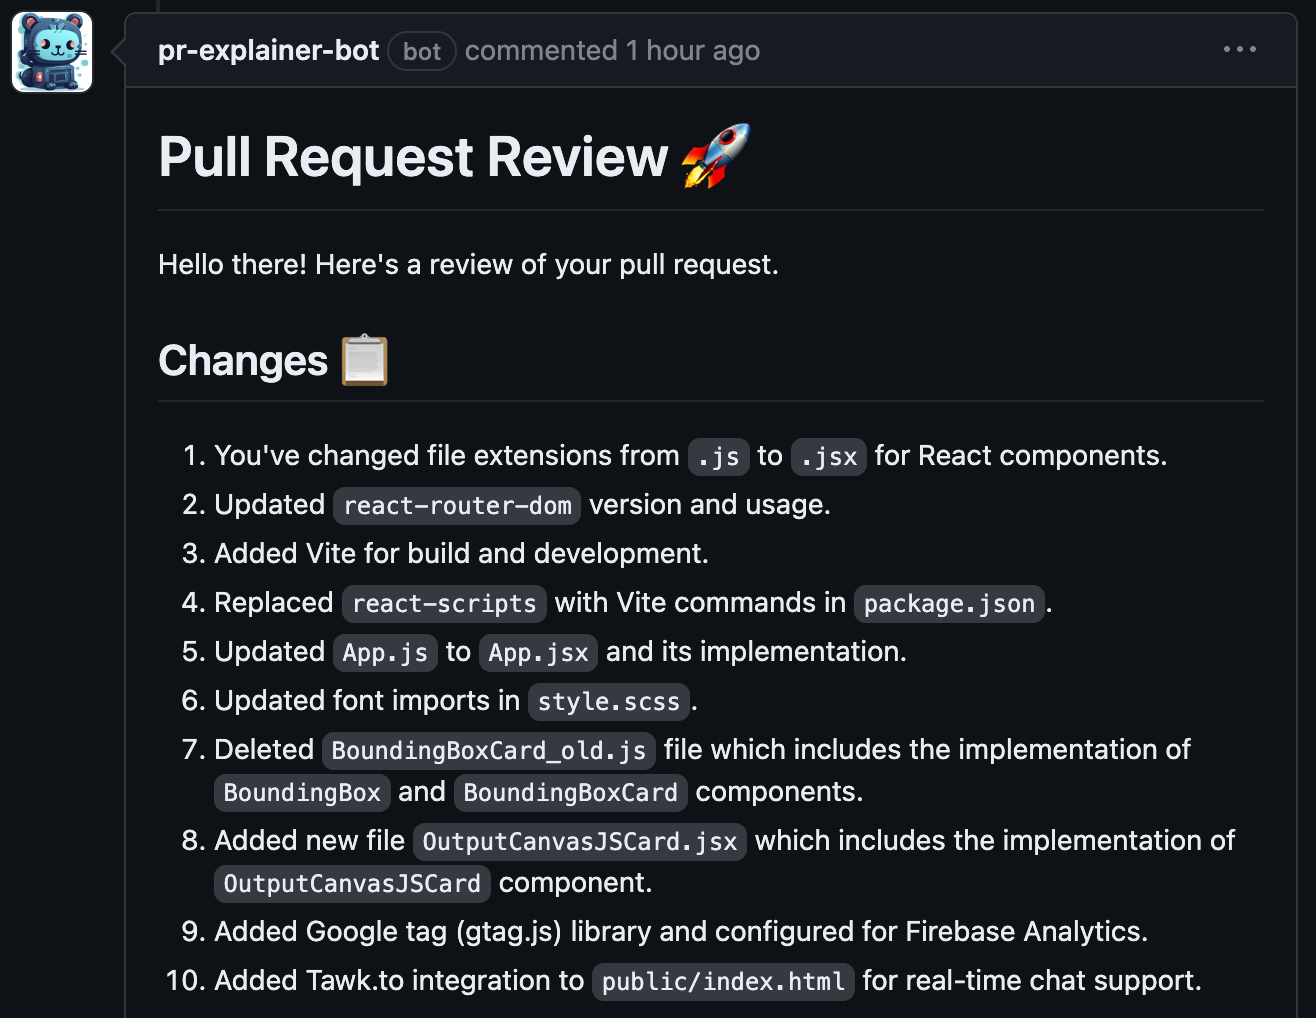 pr-explainer-bot bot commented 1 hour ago
Pull Request Review 🚀
Hello there! Here's a review of your pull request.
Changes 📋
1. You've changed file extensions from .js to .jsx for React components.
2. Updated react-router-dom version and usage.
3. Added Vite for build and development.
4. Replaced react-scripts with Vite commands in package.json.
5. Updated App.js to App.jsx and its implementation.
6. Updated font imports in style.scss.
7. Deleted BoundingBoxCard_old.js file which includes the implementation of
BoundingBox and BoundingBoxCard components.
8. Added new file OutputCanvasJSCard.jsx which includes the implementation of
OutputCanvasJSCard component.
9. Added Google tag (gtag.js) library and configured for Firebase Analytics.
10. Added Tawk.to integration to public/index.html for real-time chat support.